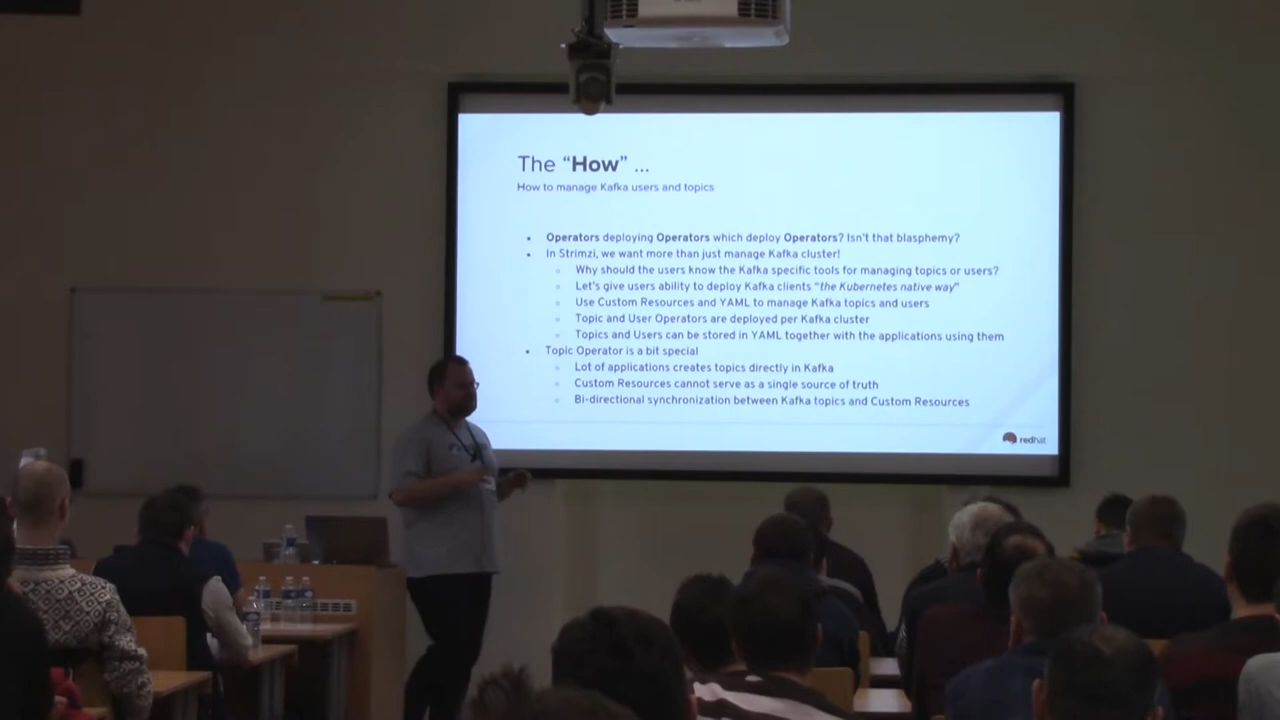 The “How” ...
How to manage Kafka users and topics
Operators deploying Operators which deploy Operators? Isn't that blasphemy?
In Strimzi, we want more than just manage Kafka cluster!
Why should the users know the Kafka specific tools for managing topics or users?
Let's give users ability to deploy Kafka clients “the Kubernetes native way”
Use Custom Resources and YAML to manage Kafka topics and users
Topic and User Operators are deployed per Kafka cluster
Topics and Users can be stored in YAML together with the applications using them
Topic Operator is a bit special
Lot of applications creates topics directly in Kafka
Custom Resources cannot serve as a single source of truth
Bi-directional synchronization between Kafka topics and Custom Resources
redhat